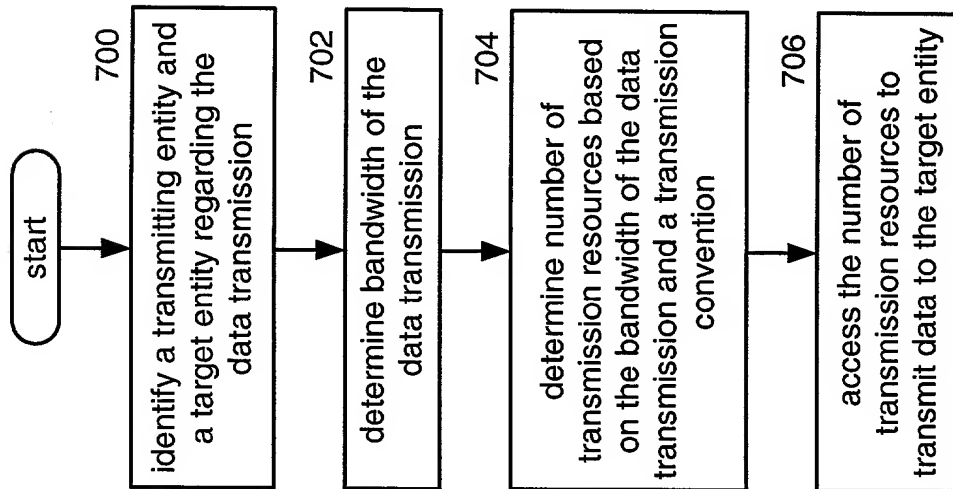 start
700
identify a transmitting entity and
a target entity regarding the
data transmission
702
determine bandwidth of the
data transmission
704
determine number of
transmission resources based
on the bandwidth of the data
transmission and a transmission
convention
706
access the number of
transmission resources to
transmit data to the target entity